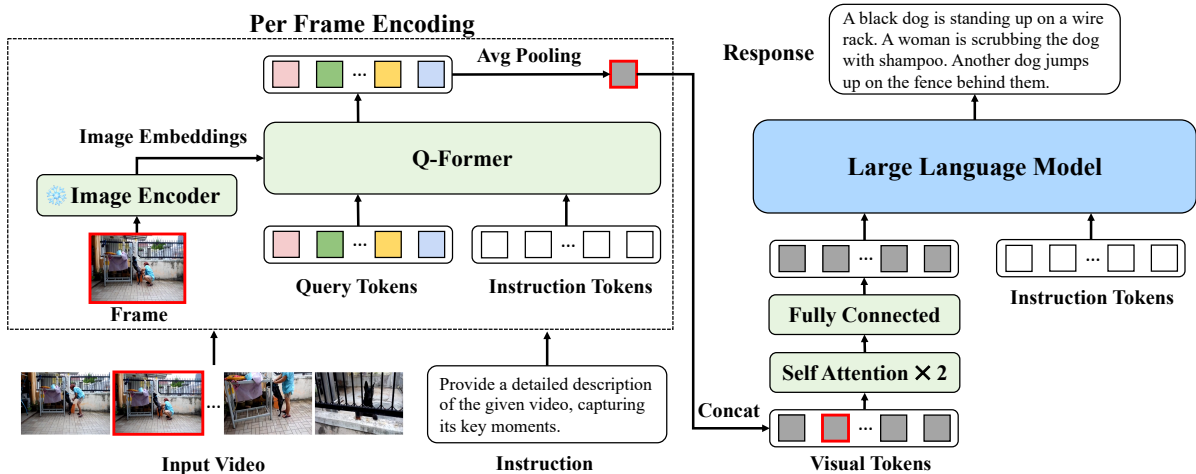 Per Frame Encoding
Avg Pooling
Image Embeddings
Q-Former
Image Encoder
...
...
...
Query Tokens
Instruction Tokens
Frame
...
Input Video
Provide a detailed description
of the given video, capturing
its key moments.
Instruction
Response
A black dog is standing up on a wire
rack. A woman is scrubbing the dog
with shampoo. Another dog jumps
up on the fence behind them.
Large Language Model
...
...
Instruction Tokens
Fully Connected
Self Attention × 2
Concat
...
Visual Tokens